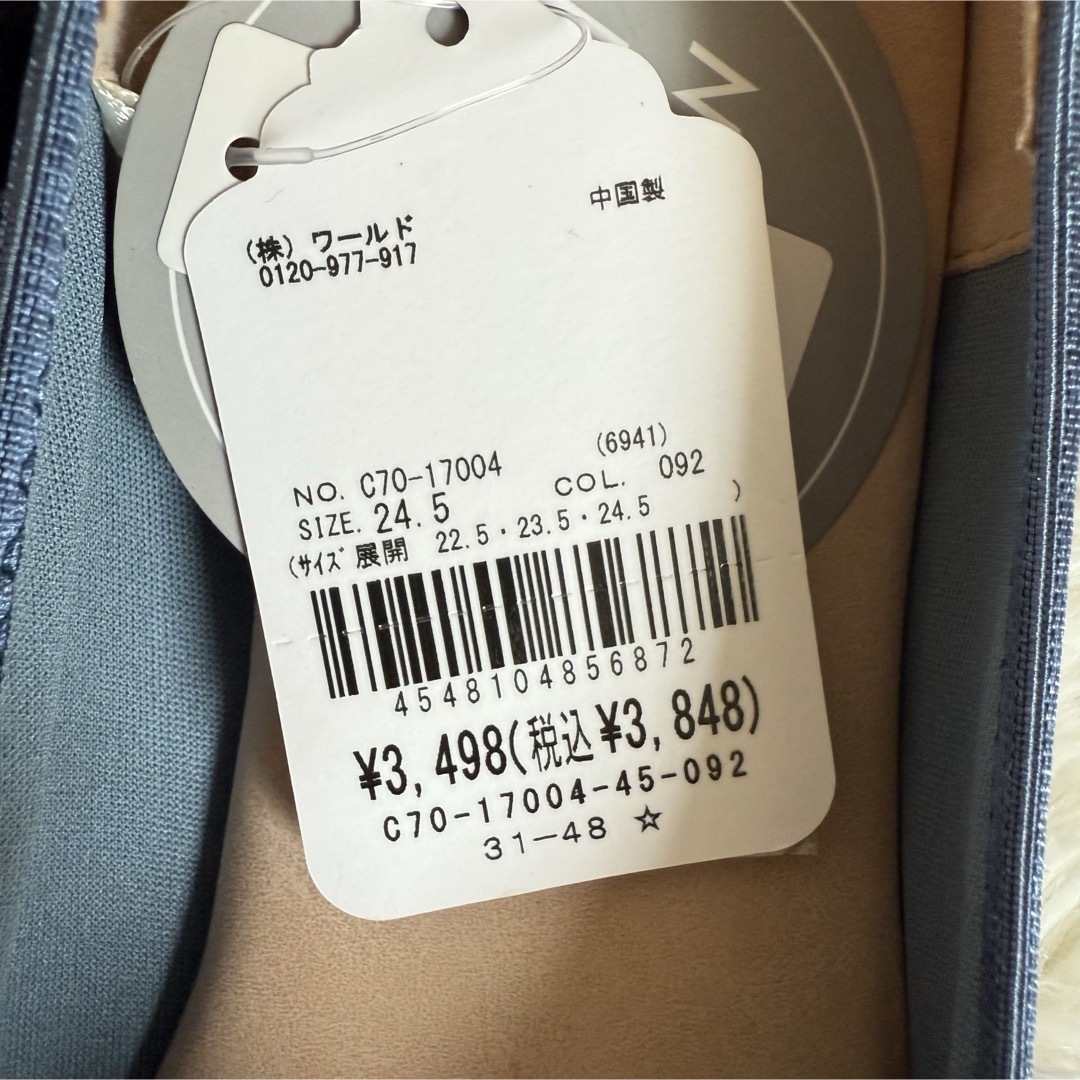 中国製
(株) ワールド
0120-977-917
(6941)
NO. C70-17004 COL. 092
SIZE. 24.5
(サイズ展開 22.5・23.5・24.5 )
4548104856872
¥3,498(税込¥3,848)
C70-17004-45-092
31-48 ☆